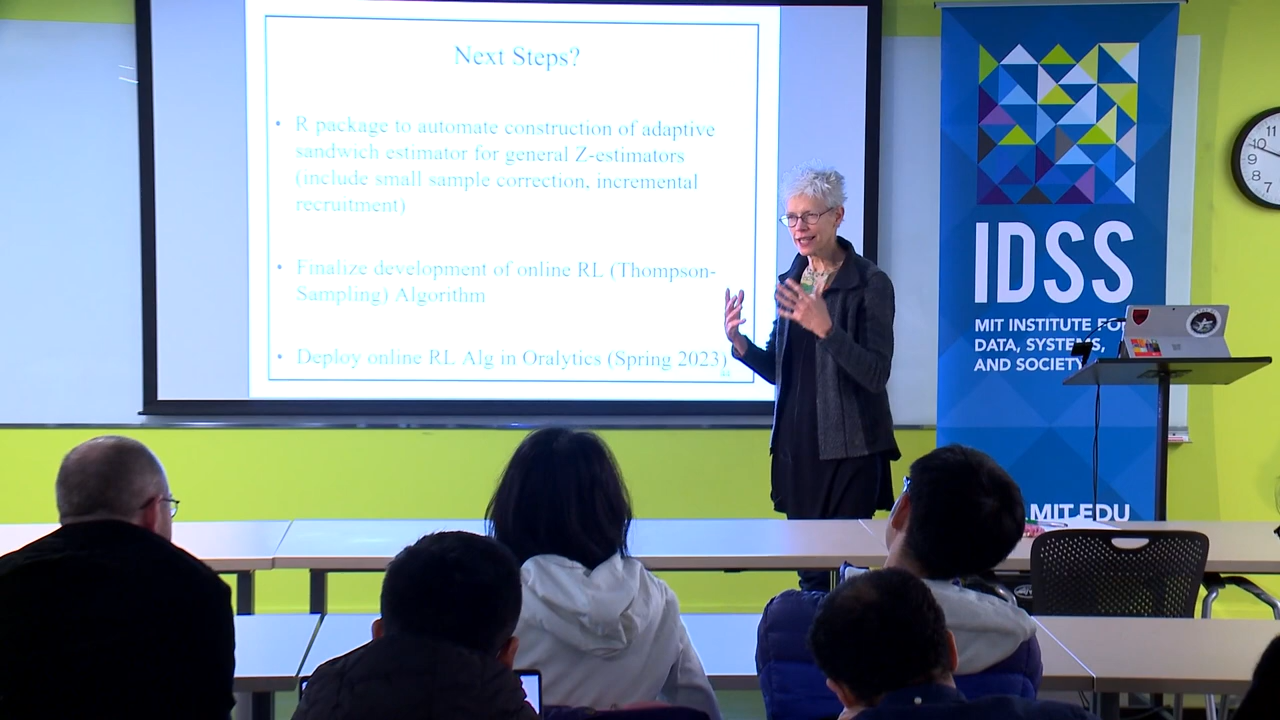 Next Steps?
• R package to automate construction of adaptive
sandwich estimator for general Z-estimators
(include small sample correction, incremental
recruitment)
• Finalize development of online RL (Thompson-
Sampling) Algorithm
• Deploy online RL Alg in Oralytics (Spring 2023)
IDSS
MIT INSTITUTE FO
DATA, SYSTEMS,
AND SOCIETY
.MIT.EDU
11
10
9
8
7